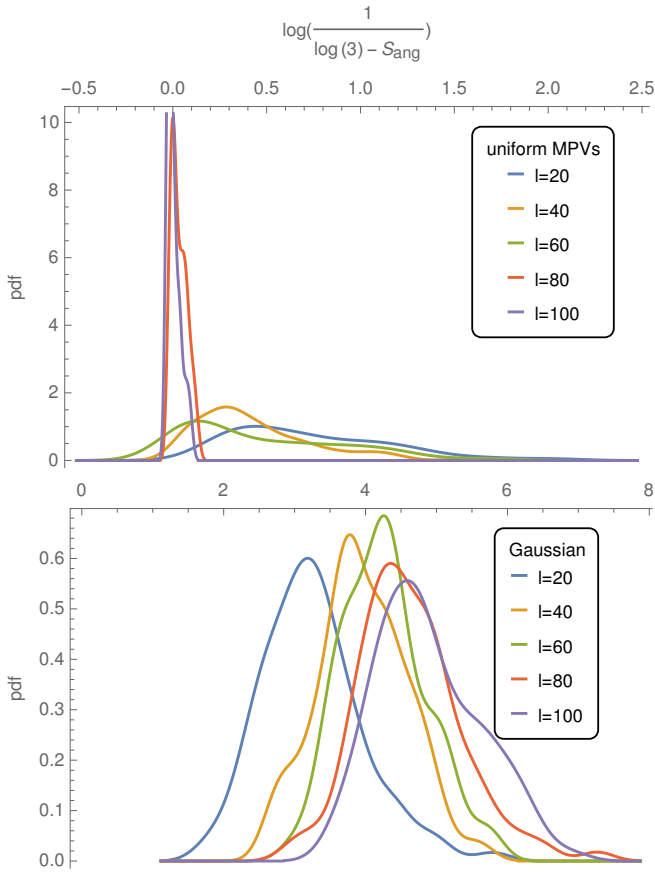 log(1/(log (3) − Sang))
−0.5 0.0 0.5 1.0 1.5 2.0 2.5
10
8
6
4
2
0
pdf
uniform MPVs
l=20
l=40
l=60
l=80
l=100
0 2 4 6 8
0.6
0.5
0.4
0.3
0.2
0.1
0.0
pdf
Gaussian
l=20
l=40
l=60
l=80
l=100